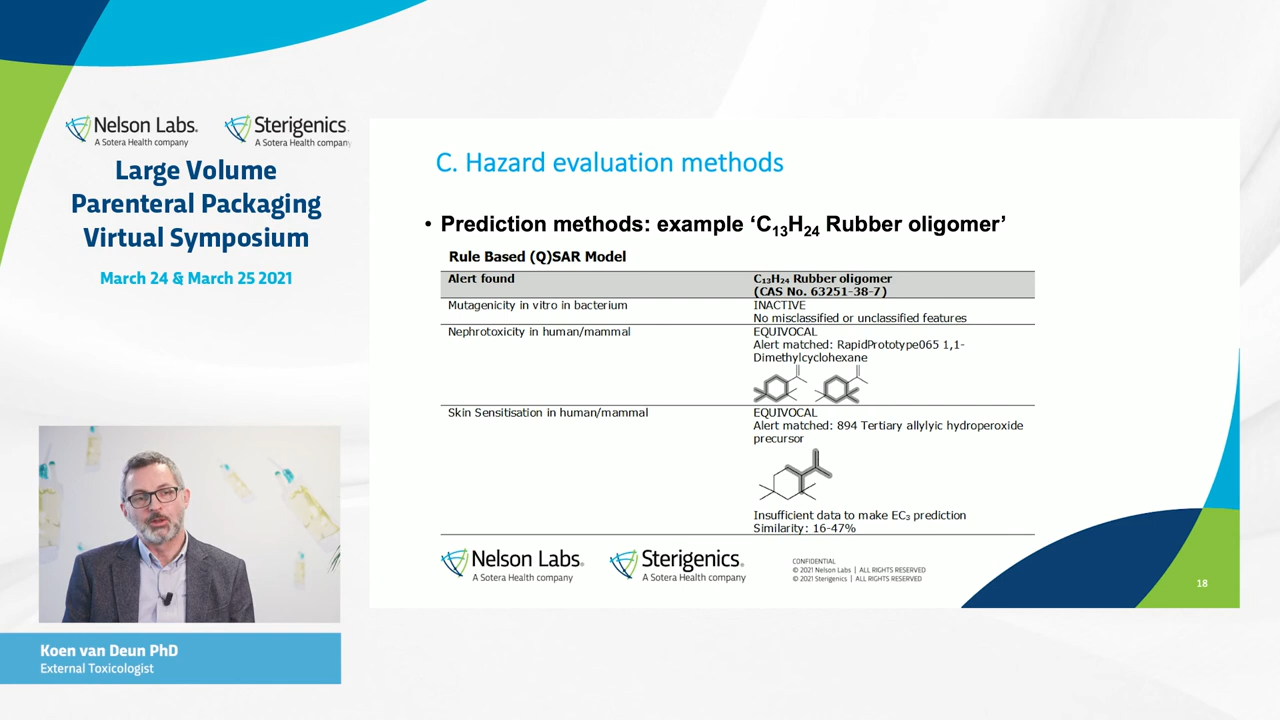 Nelson Labs.
A Sotera Health company
Sterigenics.
A Sotera Health company
Large Volume
Parenteral Packaging
Virtual Symposium
March 24 & March 25 2021
C. Hazard evaluation methods
• Prediction methods: example ‘C₁₃H₂₄ Rubber oligomer’
Rule Based (Q)SAR Model
Alert found
C₁₃H₂₄ Rubber oligomer
(CAS No. 63251-38-7)
Mutagenicity in vitro in bacterium
INACTIVE
No misclassified or unclassified features
Nephrotoxicity in human/mammal
EQUIVOCAL
Alert matched: RapidPrototype065 1,1-
Dimethylcyclohexane
Skin Sensitisation in human/mammal
EQUIVOCAL
Alert matched: 894 Tertiary allylyic hydroperoxide
precursor
Insufficient data to make EC₃ prediction
Similarity: 16-47%
Nelson Labs.
A Sotera Health company
Sterigenics.
A Sotera Health company
CONFIDENTIAL
© 2021 Nelson Labs | ALL RIGHTS RESERVED
© 2021 Sterigenics | ALL RIGHTS RESERVED
18
Koen van Deun PhD
External Toxicologist